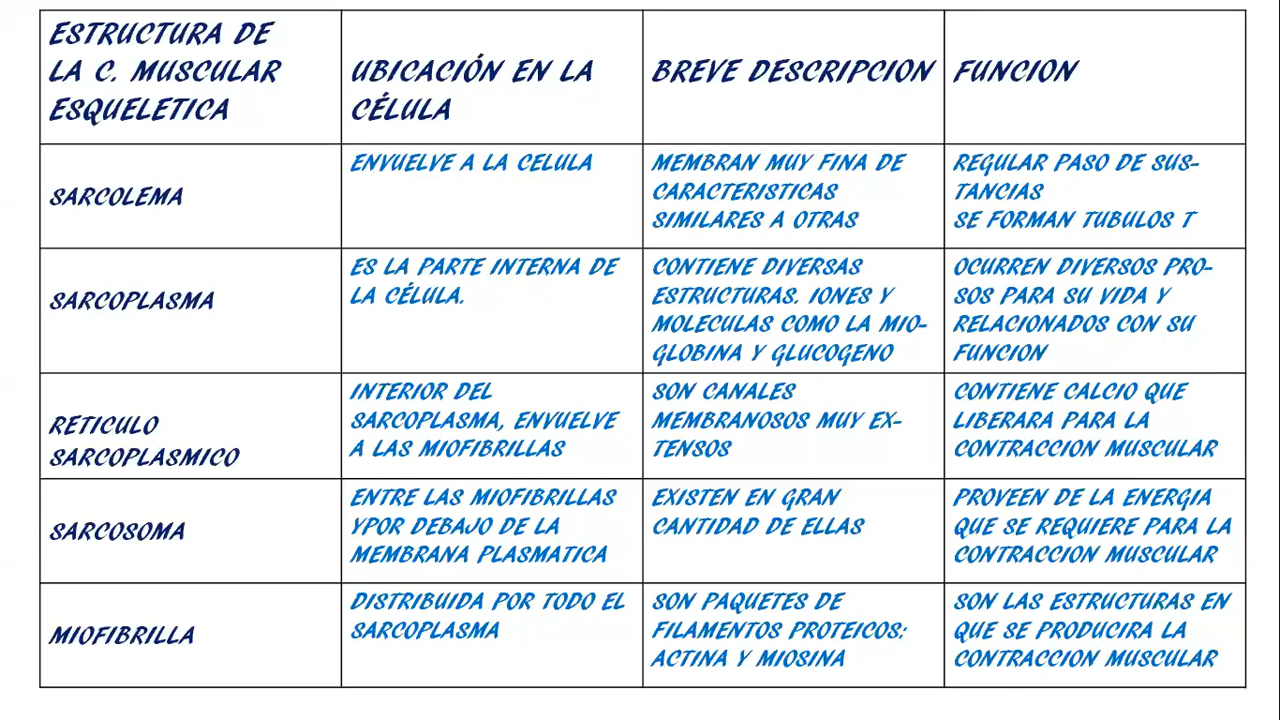 ESTRUCTURA DE
LA C. MUSCULAR
ESQUELETICA
UBICACIÓN EN LA
CÉLULA
BREVE DESCRIPCION
FUNCION
SARCOLEMA
ENVUELVE A LA CELULA
MEMBRAN MUY FINA DE
CARACTERISTICAS
SIMILARES A OTRAS
REGULAR PASO DE SUS-
TANCIAS
SE FORMAN TUBULOS T
SARCOPLASMA
ES LA PARTE INTERNA DE
LA CÉLULA.
CONTIENE DIVERSAS
ESTRUCTURAS. IONES Y
MOLECULAS COMO LA MIO-
GLOBINA Y GLUCOGENO
OCURREN DIVERSOS PRO-
SOS PARA SU VIDA Y
RELACIONADOS CON SU
FUNCION
RETICULO
SARCOPLASMICO
INTERIOR DEL
SARCOPLASMA, ENVUELVE
A LAS MIOFIBRILLAS
SON CANALES
MEMBRANOSOS MUY EX-
TENSOS
CONTIENE CALCIO QUE
LIBERARA PARA LA
CONTRACCION MUSCULAR
SARCOSOMA
ENTRE LAS MIOFIBRILLAS
YPOR DEBAJO DE LA
MEMBRANA PLASMATICA
EXISTEN EN GRAN
CANTIDAD DE ELLAS
PROVEEN DE LA ENERGIA
QUE SE REQUIERE PARA LA
CONTRACCION MUSCULAR
MIOFIBRILLA
DISTRIBUIDA POR TODO EL
SARCOPLASMA
SON PAQUETES DE
FILAMENTOS PROTEICOS:
ACTINA Y MIOSINA
SON LAS ESTRUCTURAS EN
QUE SE PRODUCIRA LA
CONTRACCION MUSCULAR